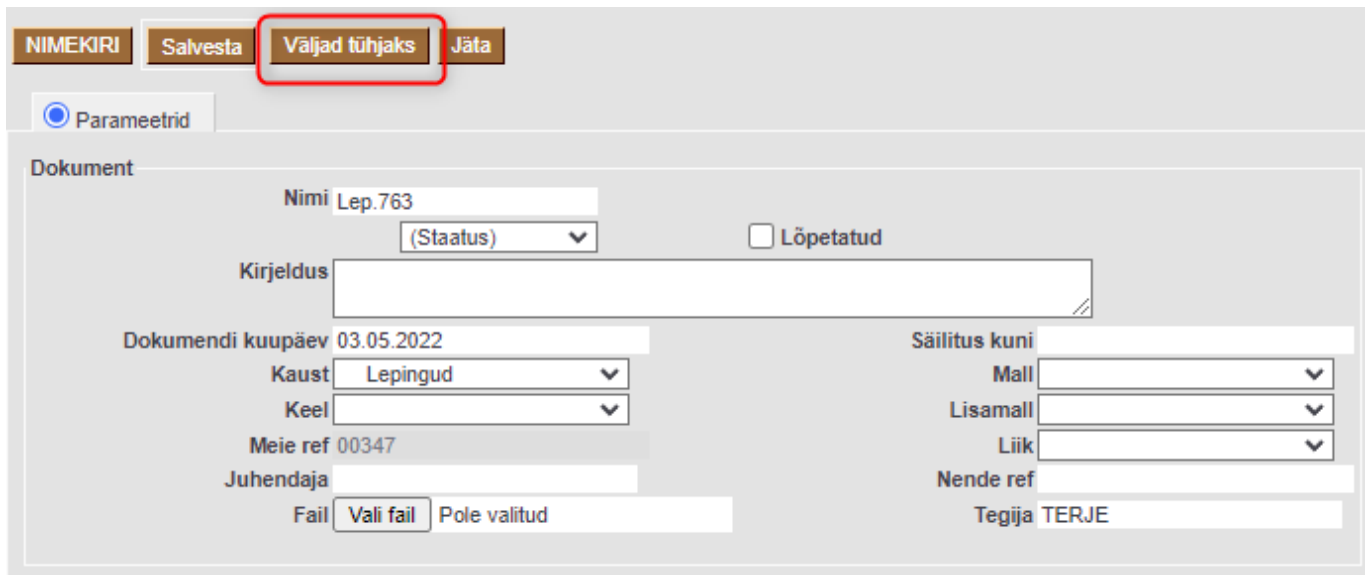 NIMEKIRI Salvesta Väljad tühjaks Jäta
Parameetrid
Dokument
Nimi Lep.763
(Staatus) Lõpetatud
Kirjeldus
Dokumendi kuupäev 03.05.2022 Säilitus kuni
Kaust Lepingud Mall
Keel Lisamall
Meie ref 00347 Liik
Juhendaja Nende ref
Fail Vali fail Pole valitud Tegija TERJE